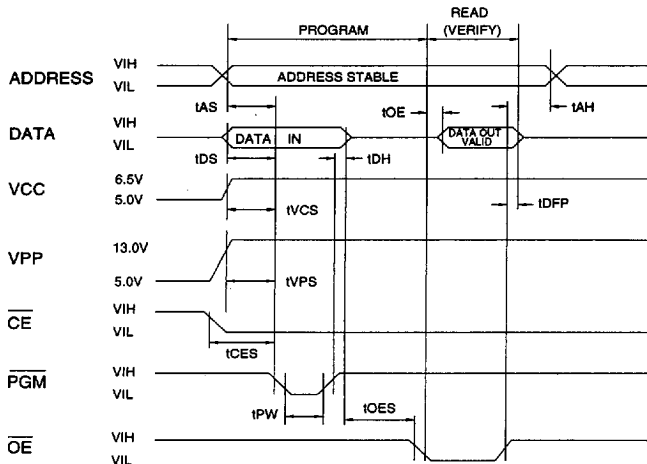 READ
PROGRAM (VERIFY)
ADDRESS VIH VIL ADDRESS STABLE
tAS tOE tAH
DATA VIH VIL DATA IN DATA OUT VALID
tDS tDH
VCC 6.5V 5.0V
tDFP
tVCS
VPP 13.0V 5.0V
tVPS
CE VIH VIL
tCES
PGM VIH VIL
tPW tOES
OE VIH VIL